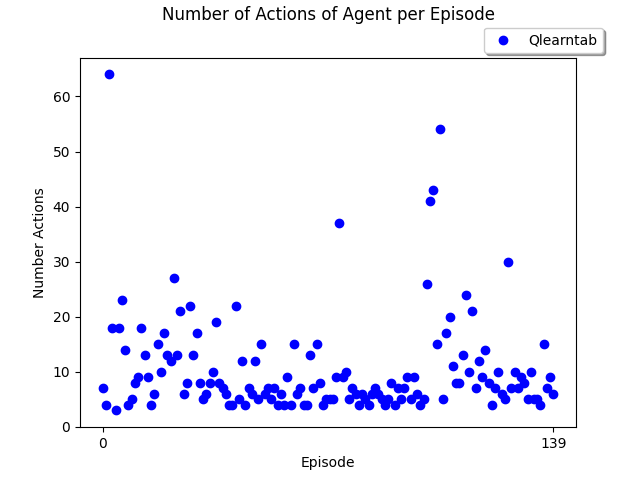 Number of Actions of Agent per Episode
Qlearntab
60
50
40
30
20
10
0
Number Actions
0
139
Episode